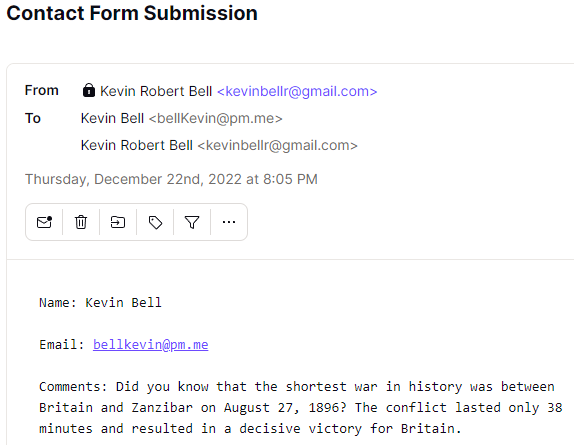 Contact Form Submission
From Kevin Robert Bell <kevinbellr@gmail.com>
To Kevin Bell <bellKevin@pm.me>
Kevin Robert Bell <kevinbellr@gmail.com>
Thursday, December 22nd, 2022 at 8:05 PM
Name: Kevin Bell
Email: bellkevin@pm.me
Comments: Did you know that the shortest war in history was between
Britain and Zanzibar on August 27, 1896? The conflict lasted only 38
minutes and resulted in a decisive victory for Britain.